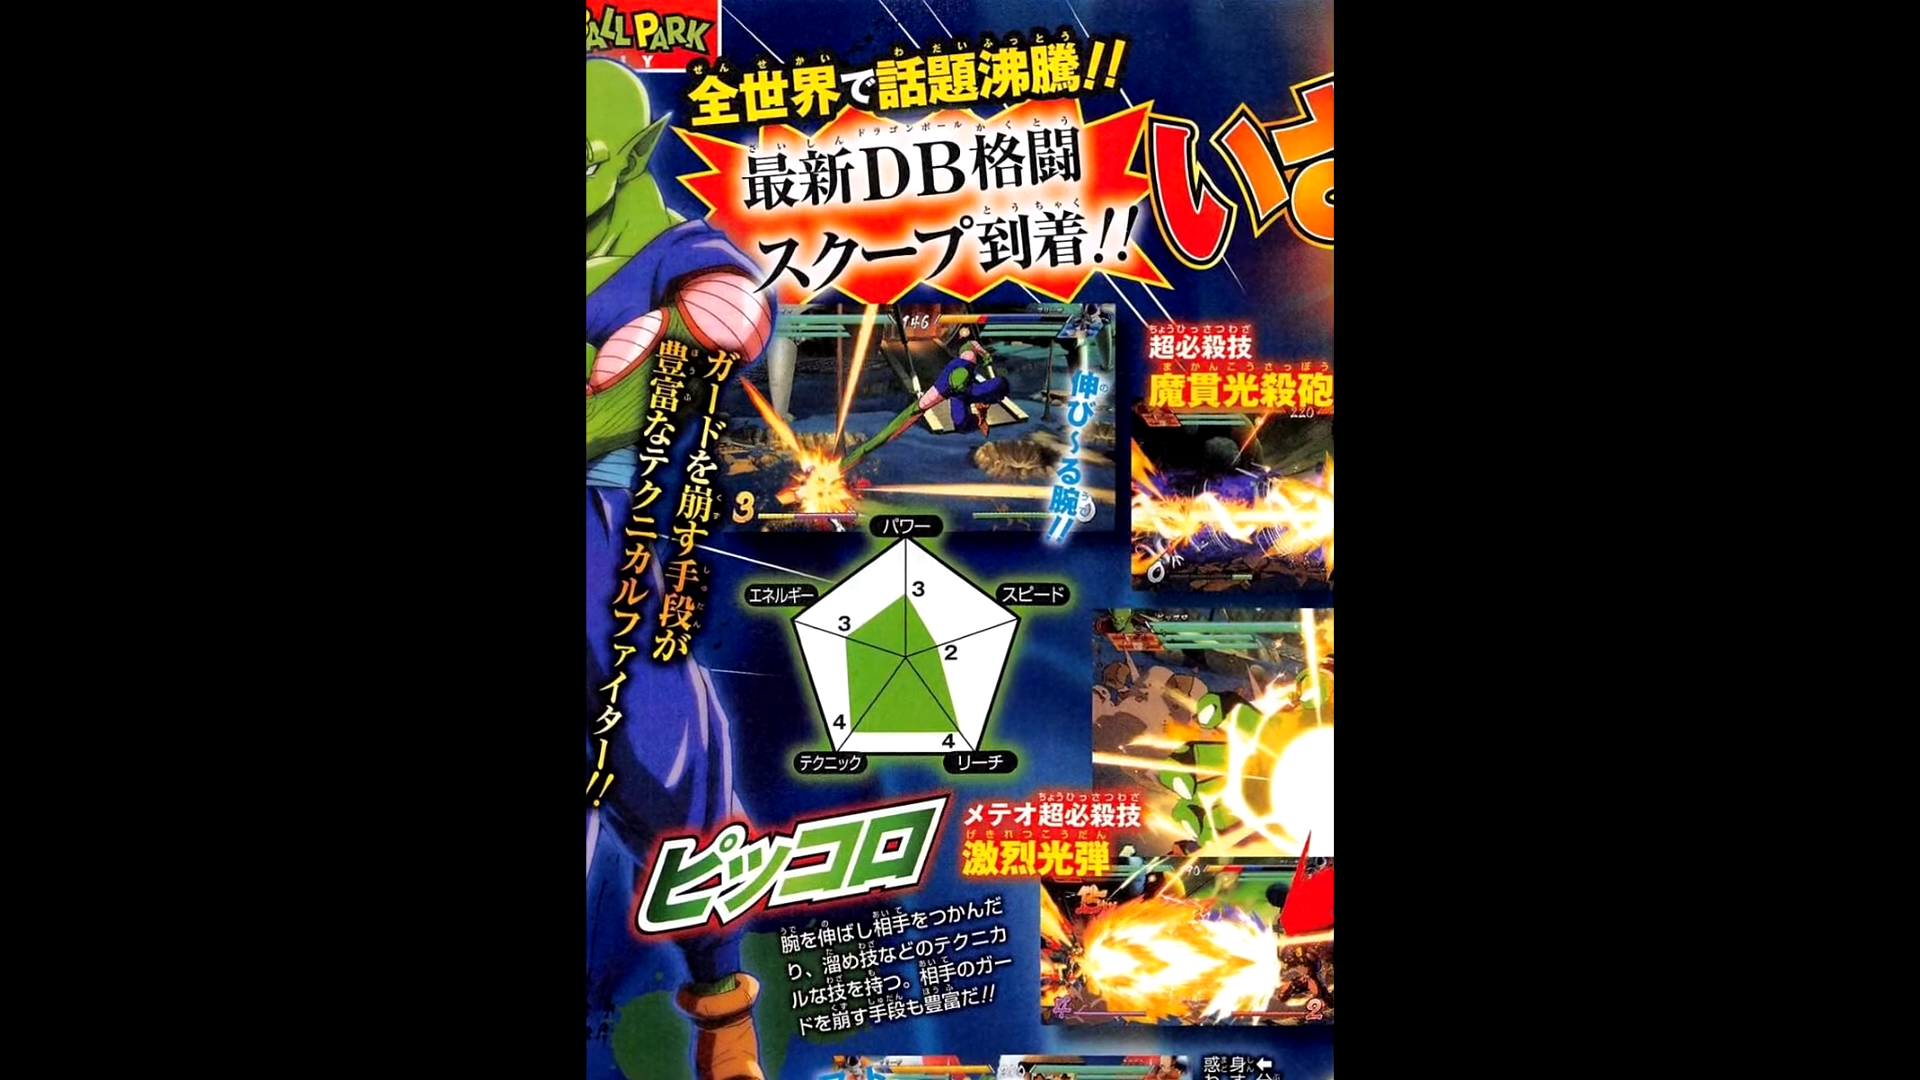 BALL PARK
LY
全世界で話題沸騰!!
最新DB格闘
スクープ到着!!
ガードを崩す手段が
豊富なテクニカルファイター!!
146
伸び〜る腕!!
3
超必殺技
魔貫光殺砲
220
パワー
スピード
リーチ
テクニック
エネルギー
3
2
4
4
3
ピッコロ
メテオ超必殺技
激烈光弾
腕を伸ばし相手をつかんだ
り、溜め技などのテクニカ
ルな技を持つ。相手のガー
ドを崩す手段も豊富だ!!
4
2